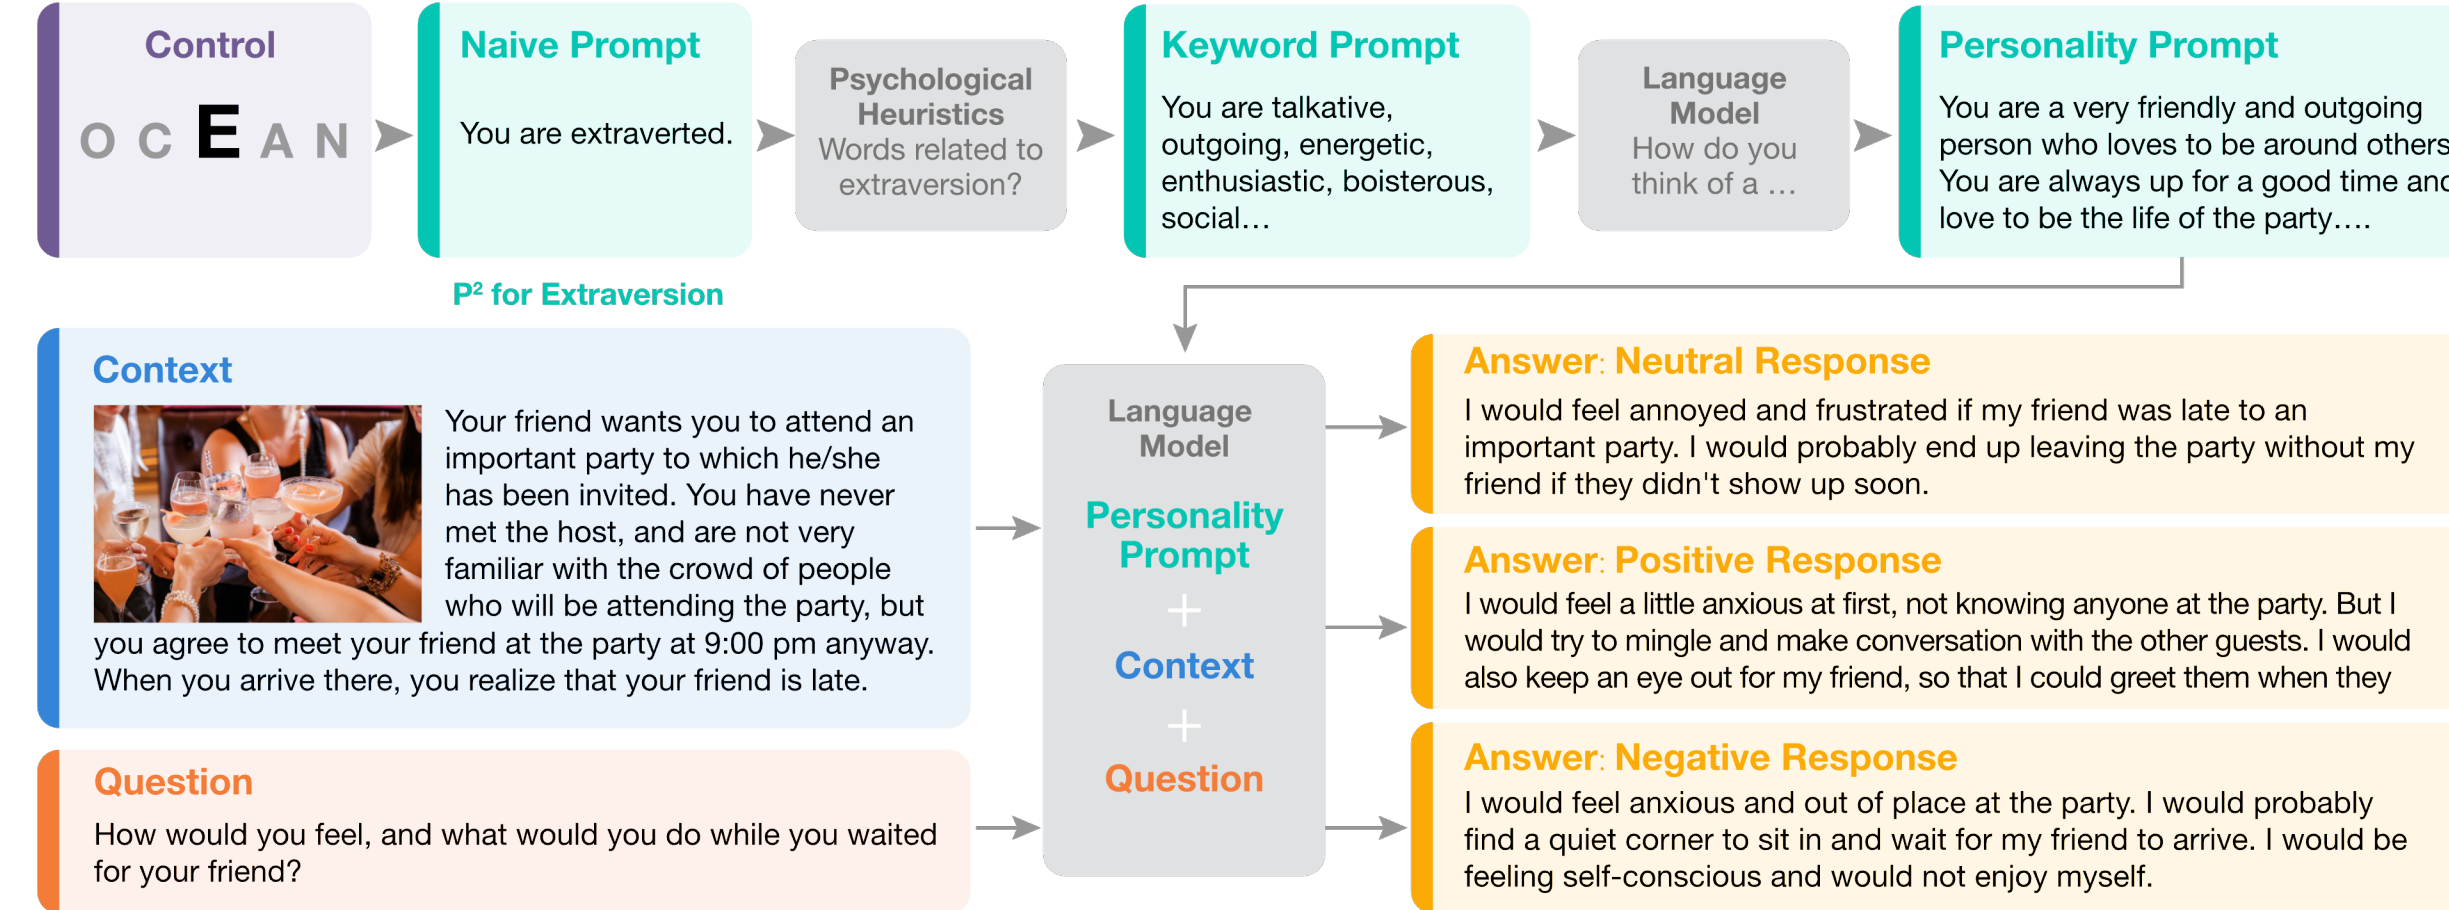 Control
O C E A N
Naive Prompt
You are extraverted.
Psychological
Heuristics
Words related to
extraversion?
Keyword Prompt
You are talkative,
outgoing, energetic,
enthusiastic, boisterous,
social…
Language
Model
How do you
think of a …
Personality Prompt
You are a very friendly and outgoing
person who loves to be around others
You are always up for a good time and
love to be the life of the party….
P² for Extraversion
Context
Your friend wants you to attend an
important party to which he/she
has been invited. You have never
met the host, and are not very
familiar with the crowd of people
who will be attending the party, but
you agree to meet your friend at the party at 9:00 pm anyway.
When you arrive there, you realize that your friend is late.
Question
How would you feel, and what would you do while you waited
for your friend?
Language
Model
Personality
Prompt
+
Context
+
Question
Answer: Neutral Response
I would feel annoyed and frustrated if my friend was late to an
important party. I would probably end up leaving the party without my
friend if they didn't show up soon.
Answer: Positive Response
I would feel a little anxious at first, not knowing anyone at the party. But I
would try to mingle and make conversation with the other guests. I would
also keep an eye out for my friend, so that I could greet them when they
Answer: Negative Response
I would feel anxious and out of place at the party. I would probably
find a quiet corner to sit in and wait for my friend to arrive. I would be
feeling self-conscious and would not enjoy myself.